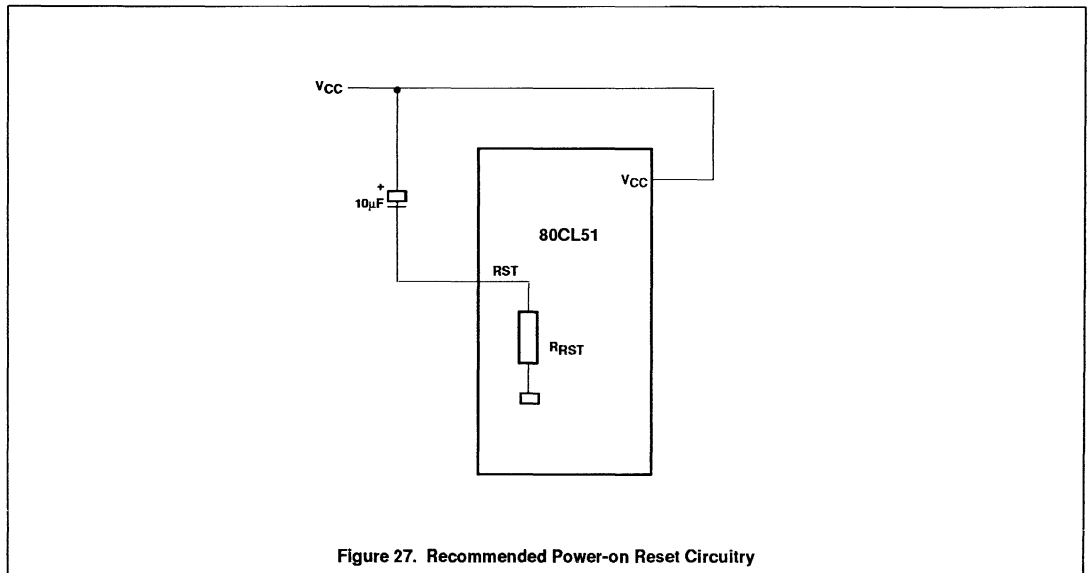 VCC
VCC
+
10μF
80CL51
RST
RRST
Figure 27. Recommended Power-on Reset Circuitry